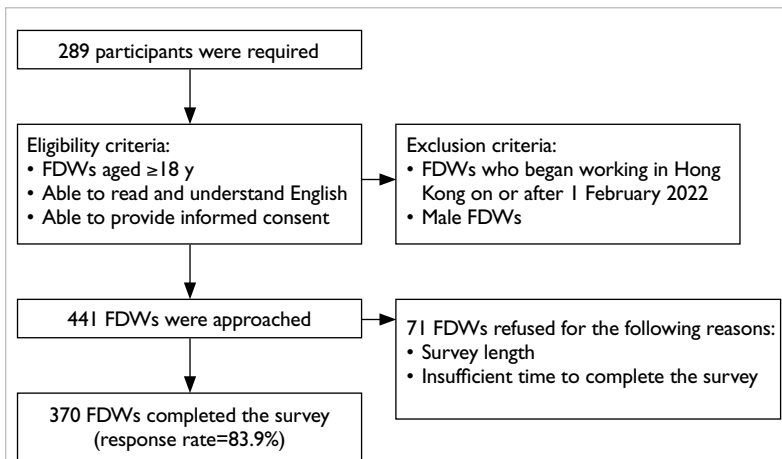 289 participants were required
Eligibility criteria:
• FDWs aged ≥18 y
• Able to read and understand English
• Able to provide informed consent
Exclusion criteria:
• FDWs who began working in Hong
Kong on or after 1 February 2022
• Male FDWs
441 FDWs were approached
71 FDWs refused for the following reasons:
• Survey length
• Insufficient time to complete the survey
370 FDWs completed the survey
(response rate=83.9%)